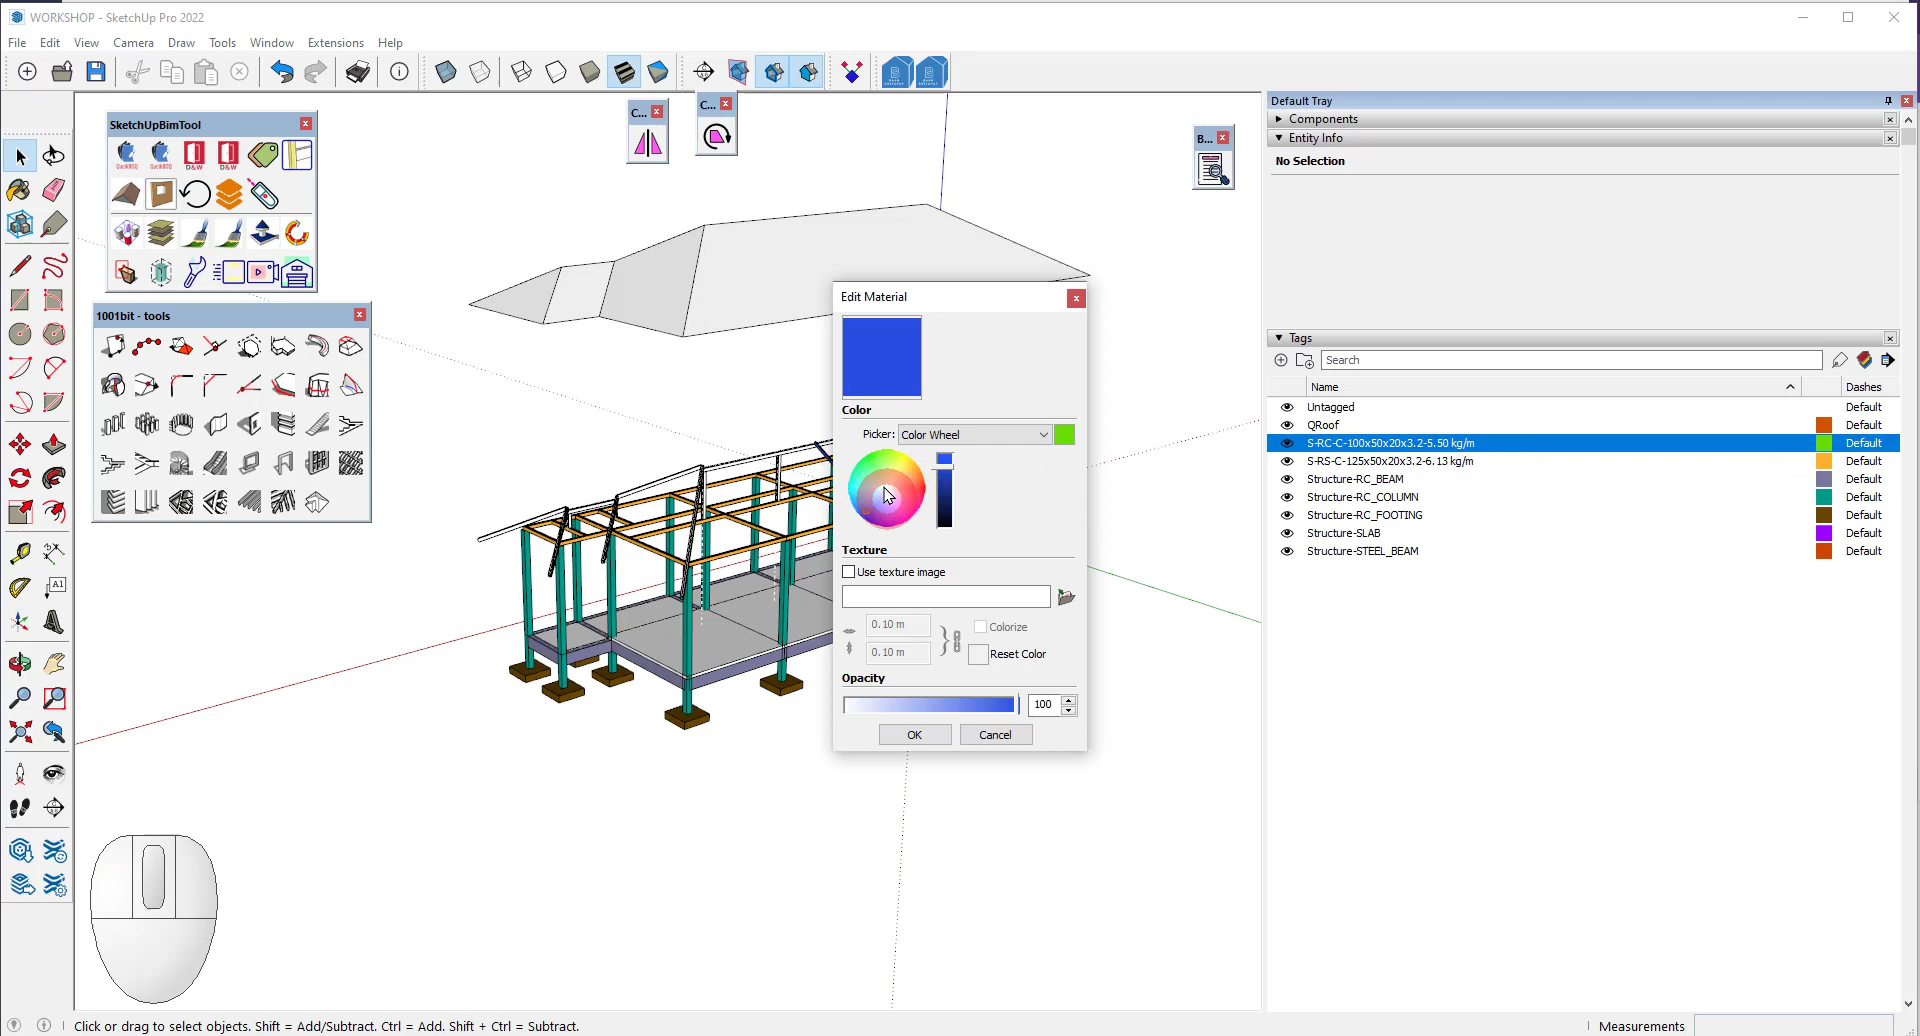 WORKSHOP - SketchUp Pro 2022
File Edit View Camera Draw Tools Window Extensions Help
SketchUpBimTool
D&W D&W
1001bit - tools
C...
C...
B...
A1
Edit Material
Color
Picker: Color Wheel
Texture
Use texture image
0.10 m
Colorize
0.10 m
Reset Color
Opacity
100
OK Cancel
Default Tray
Components
Entity Info
No Selection
Tags
Search
Name Dashes
Untagged Default
QRoof Default
S-RC-C-100x50x20x3.2-5.50 kg/m Default
S-RS-C-125x50x20x3.2-6.13 kg/m Default
Structure-RC_BEAM Default
Structure-RC_COLUMN Default
Structure-RC_FOOTING Default
Structure-SLAB Default
Structure-STEEL_BEAM Default
Click or drag to select objects. Shift = Add/Subtract. Ctrl = Add. Shift + Ctrl = Subtract.
Measurements